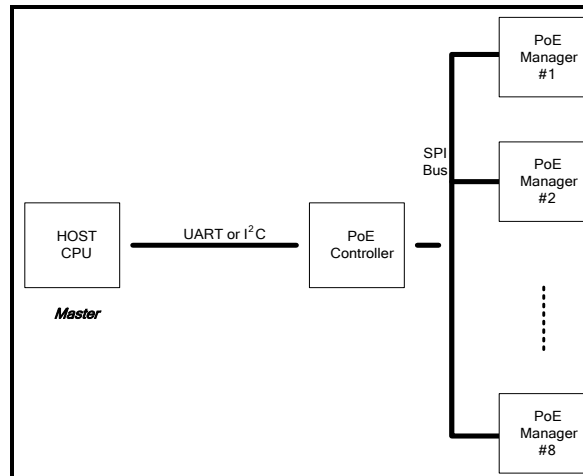 PoE
Manager
#1
SPI
Bus
PoE
Manager
#2
HOST
CPU
UART or I²C
PoE
Controller
Master
PoE
Manager
#8